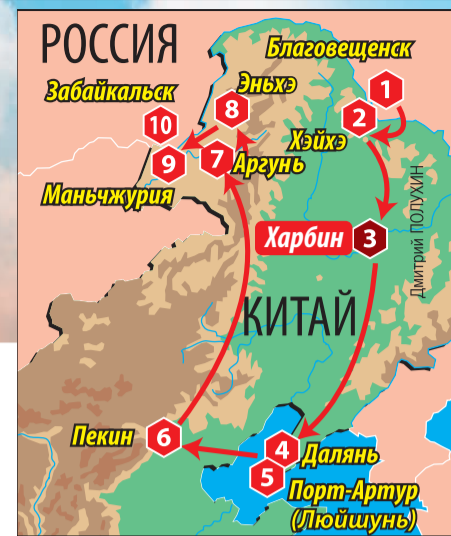 РОССИЯ
Благовещенск
1
Забайкальск
Эньхэ
8
2
10
Хэйхэ
9
7
Аргунь
Маньчжурия
Дмитрий ПОЛУХИН
Харбин 3
КИТАЙ
Пекин 6
4 Далянь
5 Порт-Артур
(Люйшунь)